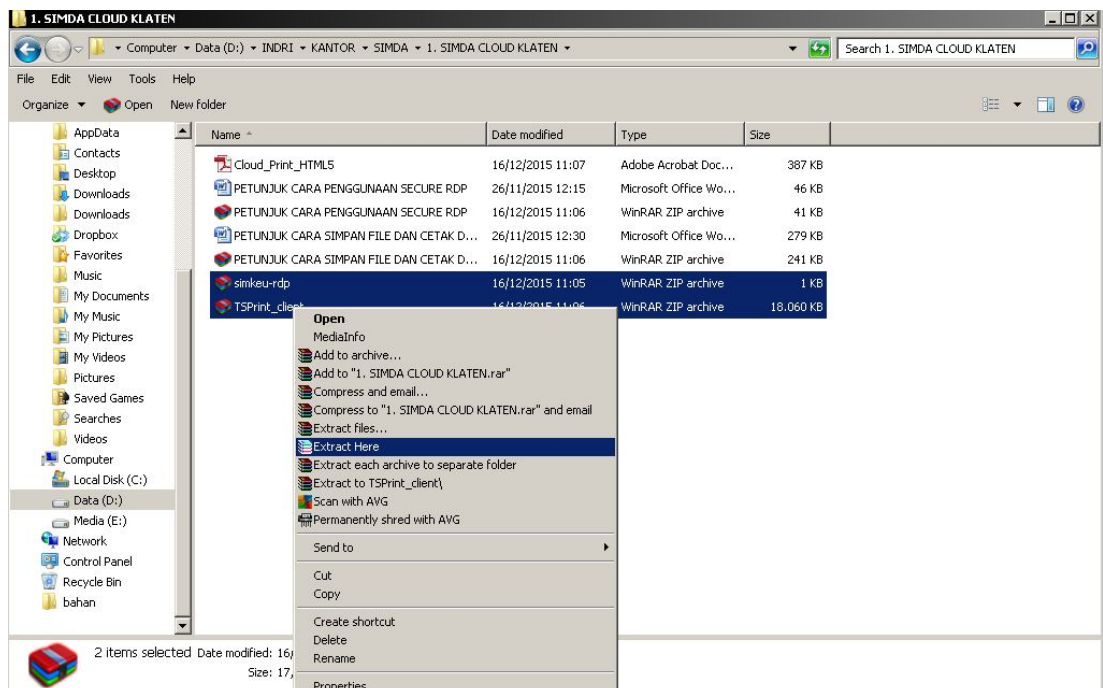 1. SIMDA CLOUD KLATEN
Computer Data (D:) INDRI KANTOR SIMDA 1. SIMDA CLOUD KLATEN
Search 1. SIMDA CLOUD KLATEN
File Edit View Tools Help
Organize Open New folder
Name Date modified Type Size
Cloud_Print_HTML5 16/12/2015 11:07 Adobe Acrobat Doc... 387 KB
PETUNJUK CARA PENGGUNAAN SECURE RDP 26/11/2015 12:15 Microsoft Office Wo... 46 KB
PETUNJUK CARA PENGGUNAAN SECURE RDP 16/12/2015 11:06 WinRAR ZIP archive 41 KB
PETUNJUK CARA SIMPAN FILE DAN CETAK D... 26/11/2015 12:30 Microsoft Office Wo... 279 KB
PETUNJUK CARA SIMPAN FILE DAN CETAK D... 16/12/2015 11:06 WinRAR ZIP archive 241 KB
simkeu-rdp 16/12/2015 11:05 WinRAR ZIP archive 1 KB
TSPrint_client 16/12/2015 11:06 WinRAR ZIP archive 18.060 KB
AppData
Contacts
Desktop
Downloads
Downloads
Dropbox
Favorites
Music
My Documents
My Music
My Pictures
My Videos
Pictures
Saved Games
Searches
Videos
Computer
Local Disk (C:)
Data (D:)
Media (E:)
Network
Control Panel
Recycle Bin
bahan
Open
MediaInfo
Add to archive...
Add to "1. SIMDA CLOUD KLATEN.rar"
Compress and email...
Compress to "1. SIMDA CLOUD KLATEN.rar" and email
Extract files...
Extract Here
Extract each archive to separate folder
Extract to TSPrint_client\
Scan with AVG
Permanently shred with AVG
Send to
Cut
Copy
Create shortcut
Delete
Rename
Properties
2 items selected Date modified: 16/
Size: 17,